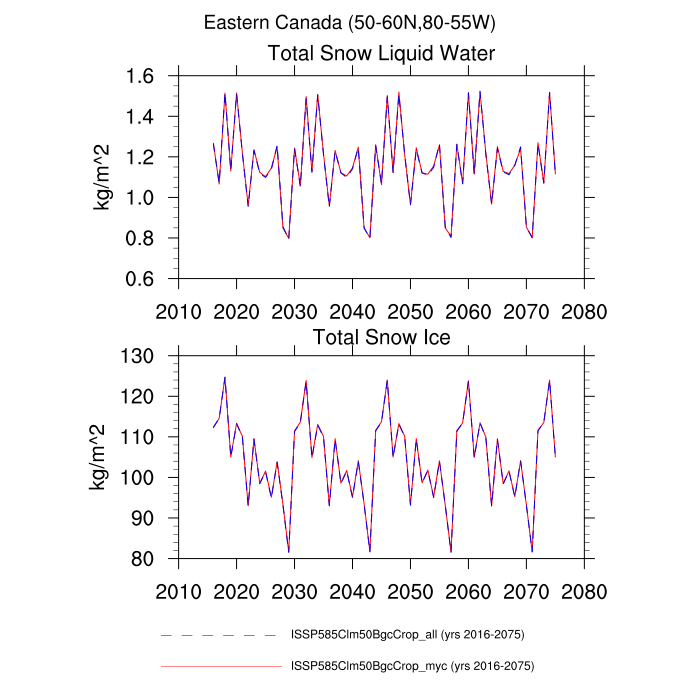 Eastern Canada (50-60N,80-55W)
Total Snow Liquid Water
1.6
1.4
1.2
1.0
0.8
0.6
kg/m^2
2010 2020 2030 2040 2050 2060 2070 2080
Total Snow Ice
130
120
110
100
90
80
kg/m^2
2010 2020 2030 2040 2050 2060 2070 2080
ISSP585Clm50BgcCrop_all (yrs 2016-2075)
ISSP585Clm50BgcCrop_myc (yrs 2016-2075)